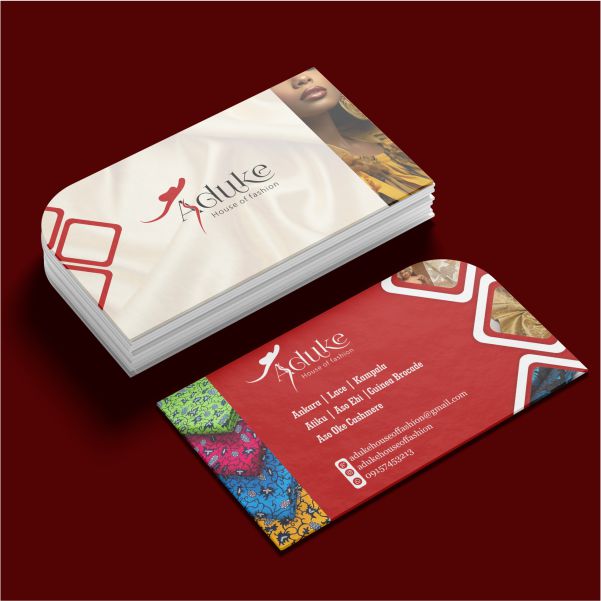 Aduke
House of fashion
Aduke
House of fashion
Ankara | Lace | Kampala
Atiku | Aso Ebi | Guinea Brocade
Aso Oke Cashmere
adukehouseoffashion@gmail.com
adukehouseoffashion
09157453213